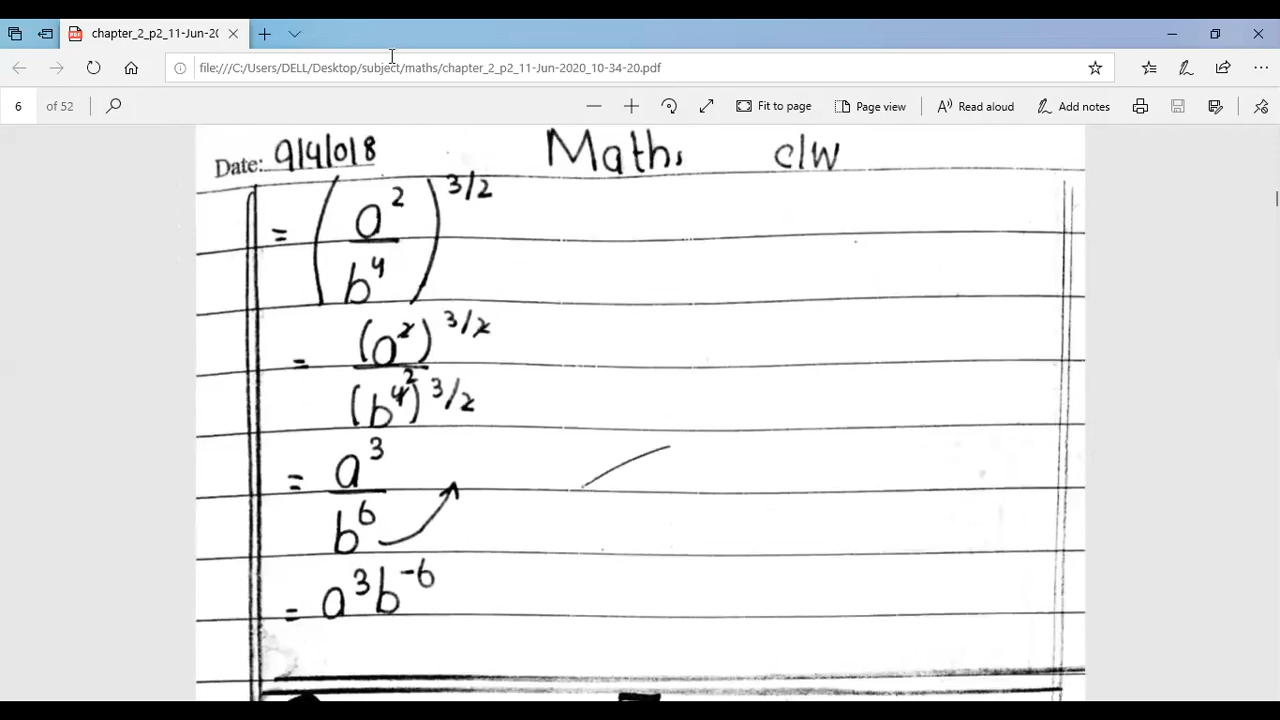 chapter_2_p2_11-Jun-20
file:///C:/Users/DELL/Desktop/subject/maths/chapter_2_p2_11-Jun-2020_10-34-20.pdf
6 of 52 Fit to page Page view Read aloud Add notes
Date: 9/4/018 Maths c/w
= (a^2 / b^4)^3/2
= (a^2)^3/2 / (b^4^2)^3/2
= a^3 / b^6
= a^3 b^-6